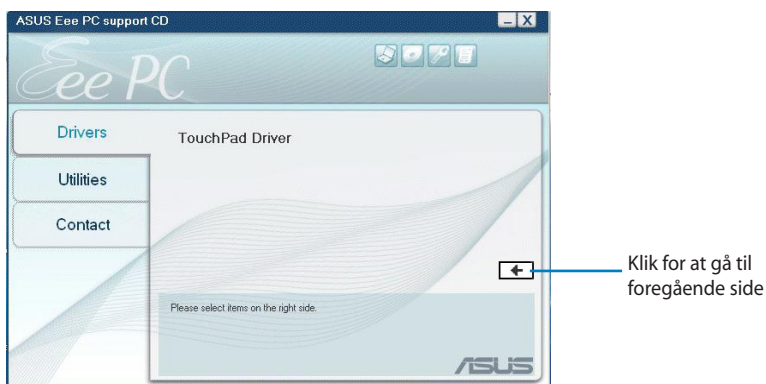 ASUS Eee PC support CD
Eee PC
Drivers
TouchPad Driver
Utilities
Contact
Klik for at gå til
foregående side
Please select items on the right side.
ASUS